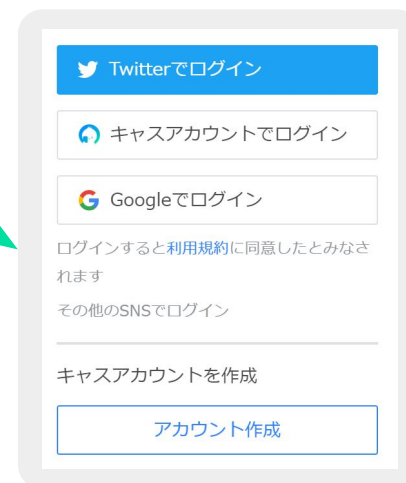 Twitterでログイン
キャスアカウントでログイン
Googleでログイン
ログインすると利用規約に同意したとみなさ
れます
その他のSNSでログイン
キャスアカウントを作成
アカウント作成